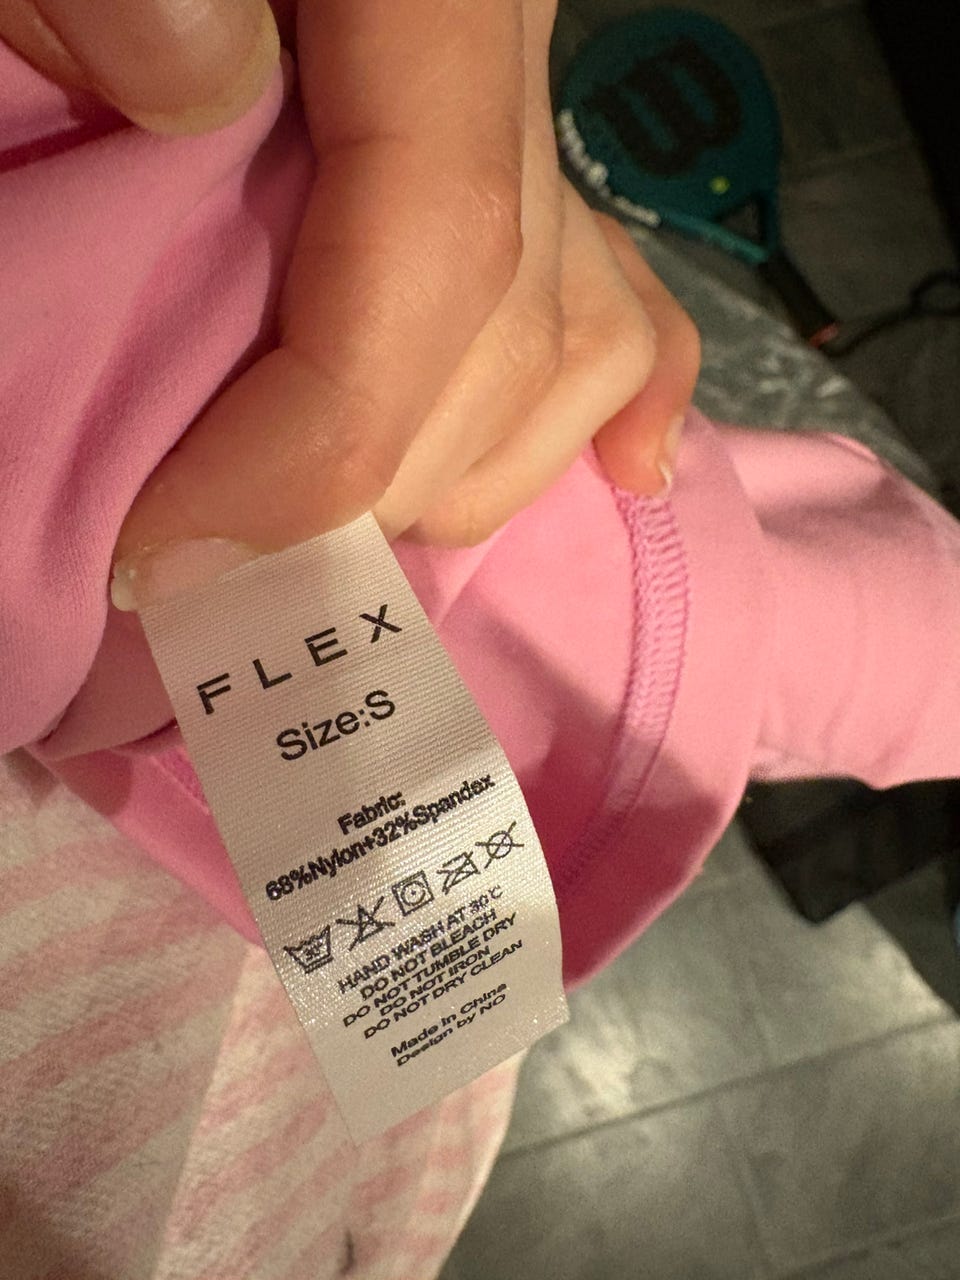 FLEX
Size:S
Fabric:
68%Nylon+32%Spandex
30
HAND WASH AT 30℃
DO NOT BLEACH
DO NOT TUMBLE DRY
DO NOT IRON
DO NOT DRY CLEAN
Made in China
Design by NO
W